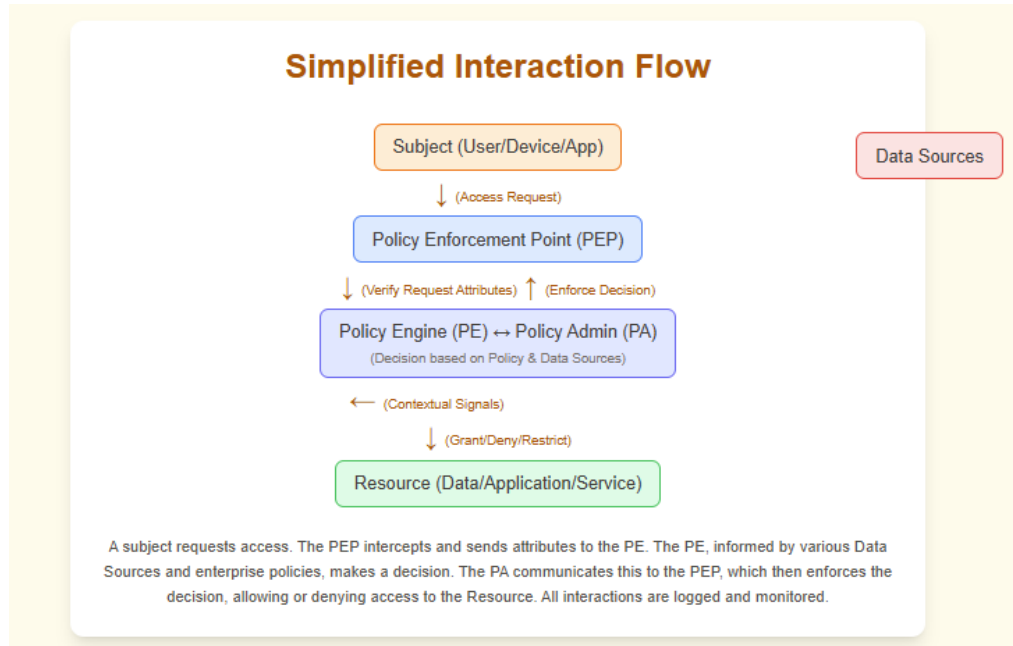 Simplified Interaction Flow
Subject (User/Device/App)
Data Sources
↓ (Access Request)
Policy Enforcement Point (PEP)
↓ (Verify Request Attributes) ↑ (Enforce Decision)
Policy Engine (PE) ↔ Policy Admin (PA)
(Decision based on Policy & Data Sources)
← (Contextual Signals)
↓ (Grant/Deny/Restrict)
Resource (Data/Application/Service)
A subject requests access. The PEP intercepts and sends attributes to the PE. The PE, informed by various Data
Sources and enterprise policies, makes a decision. The PA communicates this to the PEP, which then enforces the
decision, allowing or denying access to the Resource. All interactions are logged and monitored.